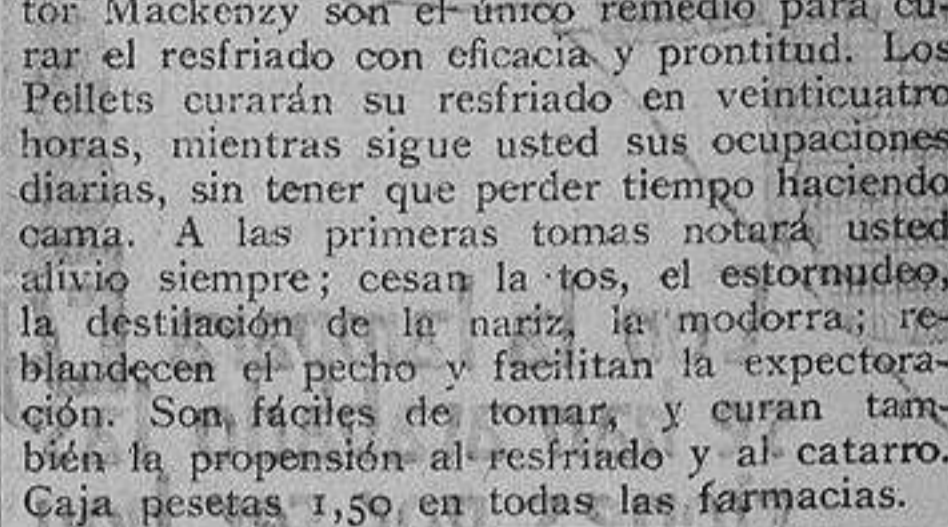 tor Mackenzy son el único remedio para cu-
rar el resfriado con eficacia y prontitud. Los
Pellets curarán su resfriado en veinticuatro
horas, mientras sigue usted sus ocupaciones
diarias, sin tener que perder tiempo haciendo
cama. A las primeras tomas notará usted
alivio siempre; cesan la tos, el estornudeo,
la destilación de la nariz, la modorra; re-
blandecen el pecho y facilitan la expectora-
ción. Son fáciles de tomar, y curan tam-
bién la propensión al resfriado y al catarro.
Caja pesetas 1,50 en todas las farmacias.